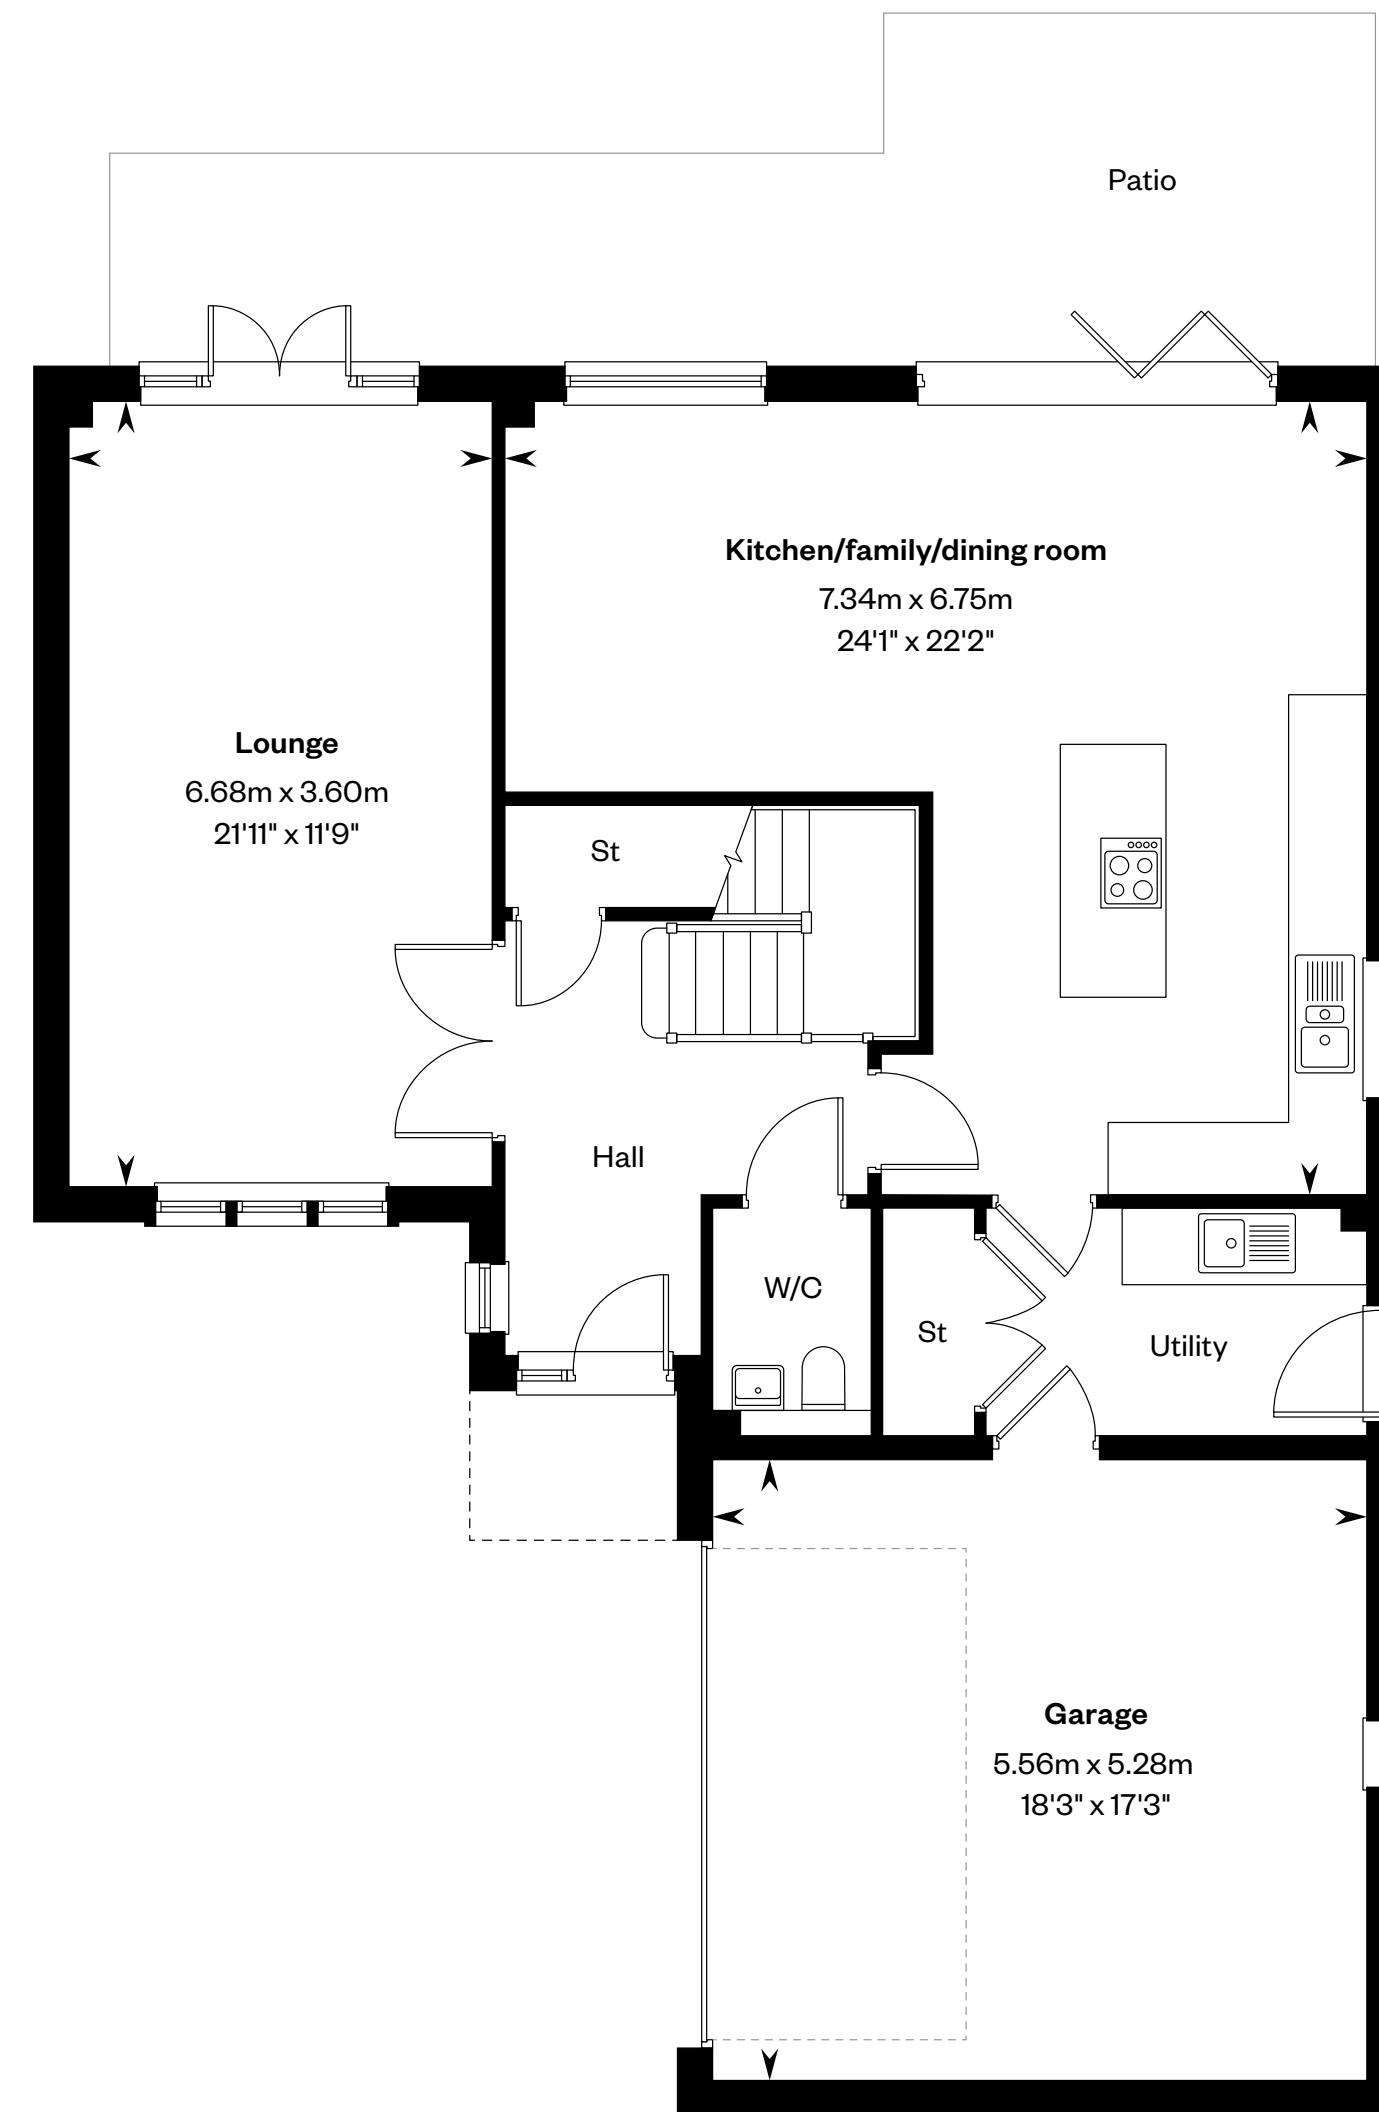 Patio
Kitchen/family/dining room
7.34m x 6.75m
24'1" x 22'2"
Lounge
6.68m x 3.60m
21'11" x 11'9"
St
Hall
W/C
St
Utility
Garage
5.56m x 5.28m
18'3" x 17'3"